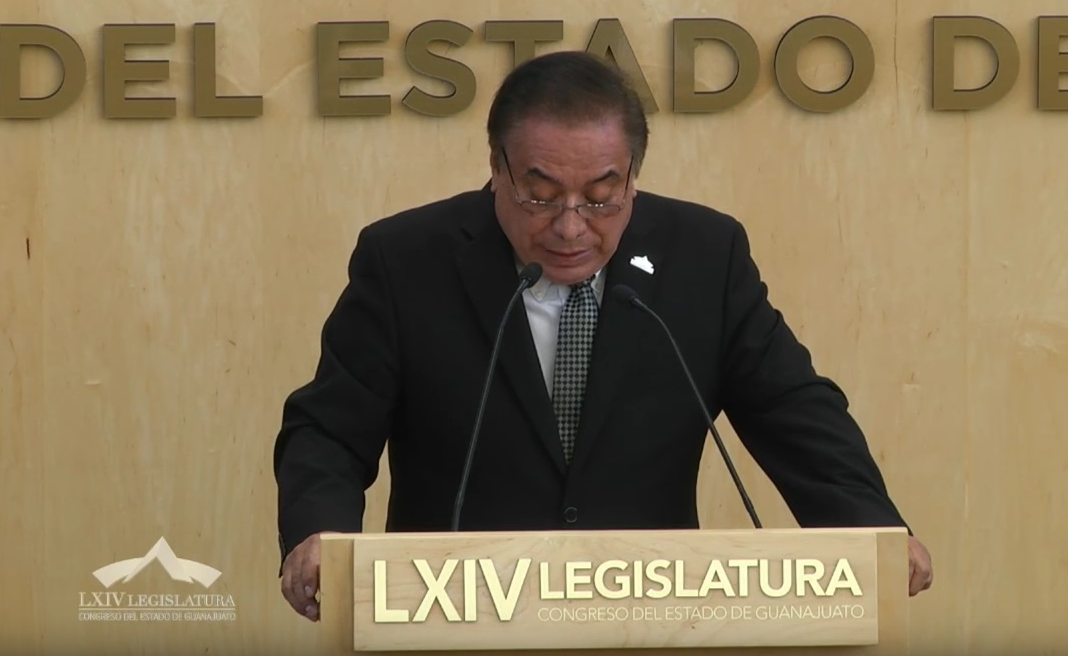 DEL ESTADO DE
LXIV LEGISLATURA
CONGRESO DEL ESTADO DE GUANAJUATO
LXIV LEGISLATURA
CONGRESO DEL ESTADO DE GUANAJUATO